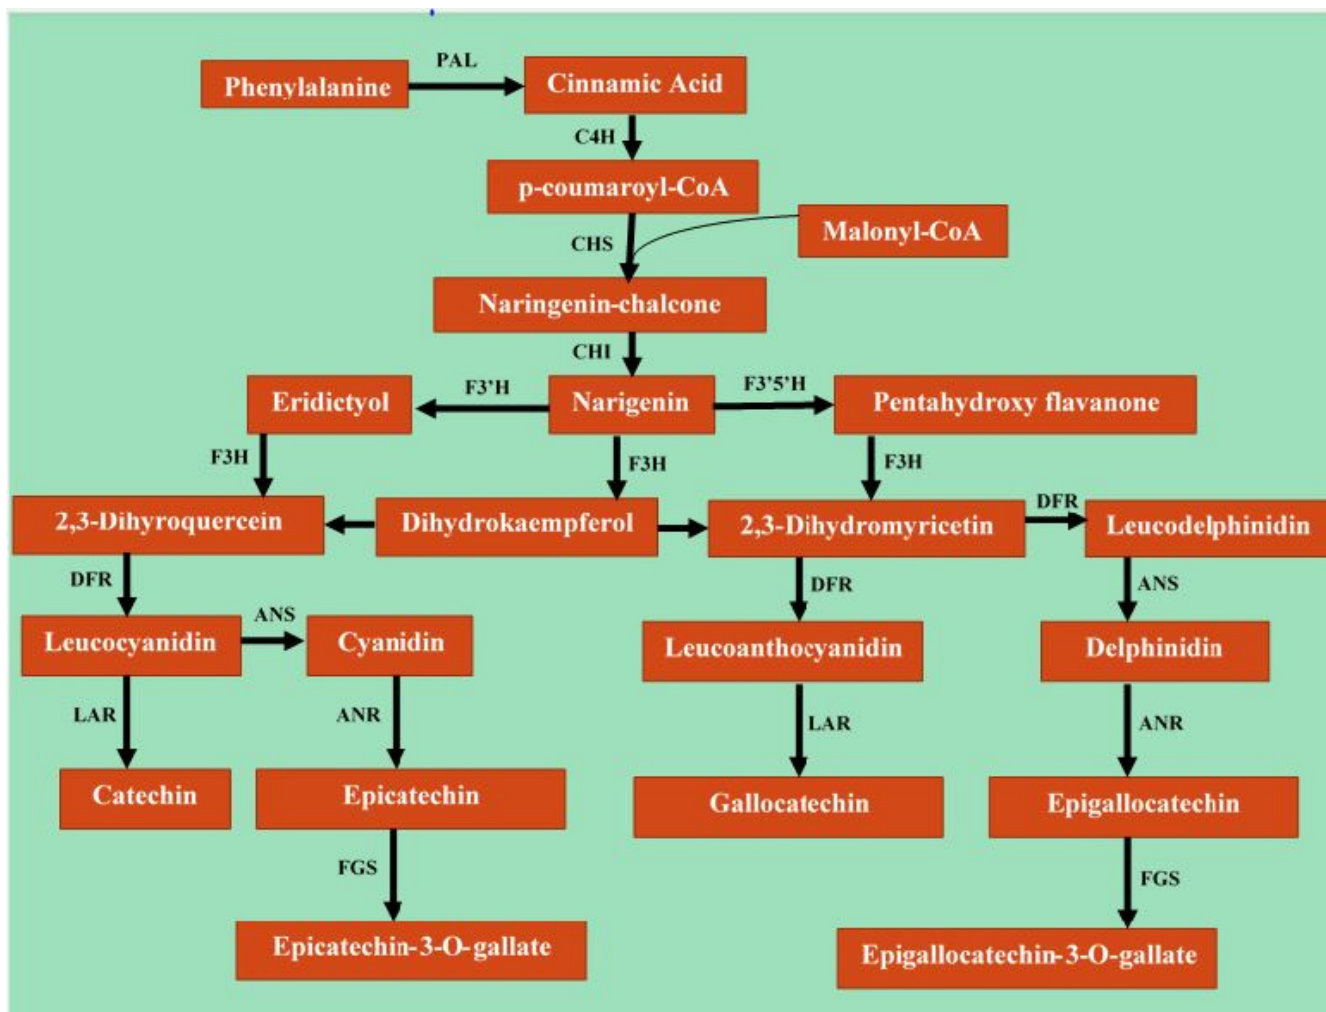 PAL
Phenylalanine
Cinnamic Acid
C4H
p-coumaroyl-CoA
Malonyl-CoA
CHS
Naringenin-chalcone
CHI
Eridictyol
F3'H
Narigenin
F3'5'H
Pentahydroxy flavanone
F3H
F3H
F3H
2,3-Dihyroquercein
Dihydrokaempferol
2,3-Dihydromyricetin
DFR
Leucodelphinidin
DFR
DFR
ANS
Leucocyanidin
ANS
Cyanidin
Leucoanthocyanidin
Delphinidin
LAR
ANR
LAR
ANR
Catechin
Epicatechin
Gallocatechin
Epigallocatechin
FGS
FGS
Epicatechin-3-O-gallate
Epigallocatechin-3-O-gallate